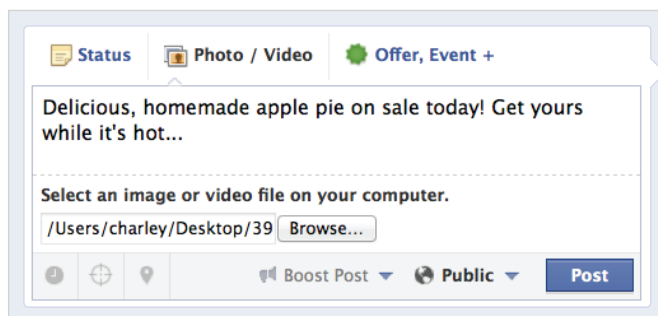 Status Photo / Video Offer, Event +
Delicious, homemade apple pie on sale today! Get yours
while it's hot...
Select an image or video file on your computer.
/Users/charley/Desktop/39 Browse...
Boost Post Public Post